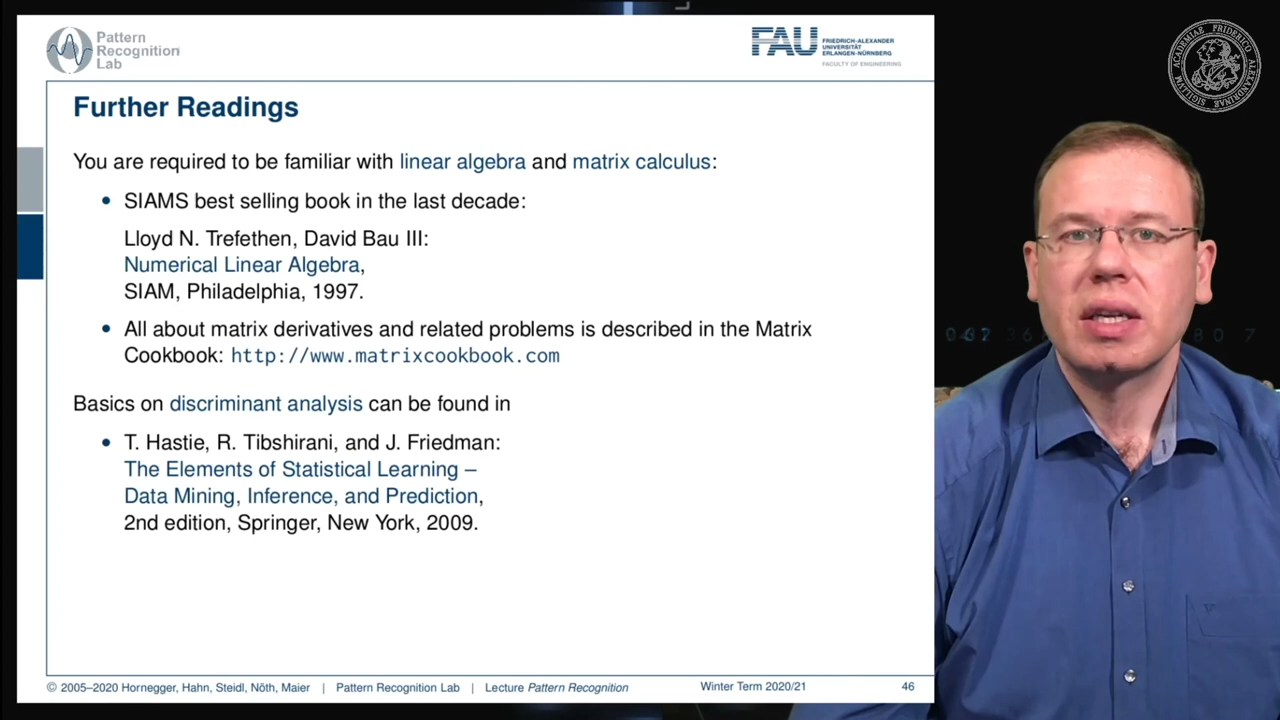 Pattern
Recognition
Lab
FAU
FRIEDRICH-ALEXANDER
UNIVERSITÄT
ERLANGEN-NÜRNBERG
FACULTY OF ENGINEERING
Further Readings
You are required to be familiar with linear algebra and matrix calculus:
• SIAMS best selling book in the last decade:
Lloyd N. Trefethen, David Bau III:
Numerical Linear Algebra,
SIAM, Philadelphia, 1997.
• All about matrix derivatives and related problems is described in the Matrix
Cookbook: http://www.matrixcookbook.com
Basics on discriminant analysis can be found in
• T. Hastie, R. Tibshirani, and J. Friedman:
The Elements of Statistical Learning –
Data Mining, Inference, and Prediction,
2nd edition, Springer, New York, 2009.
© 2005–2020 Hornegger, Hahn, Steidl, Nöth, Maier | Pattern Recognition Lab | Lecture Pattern Recognition Winter Term 2020/21 46
ACADEMIAE FRIDERICO ALEXANDRINAE SIGILLVM